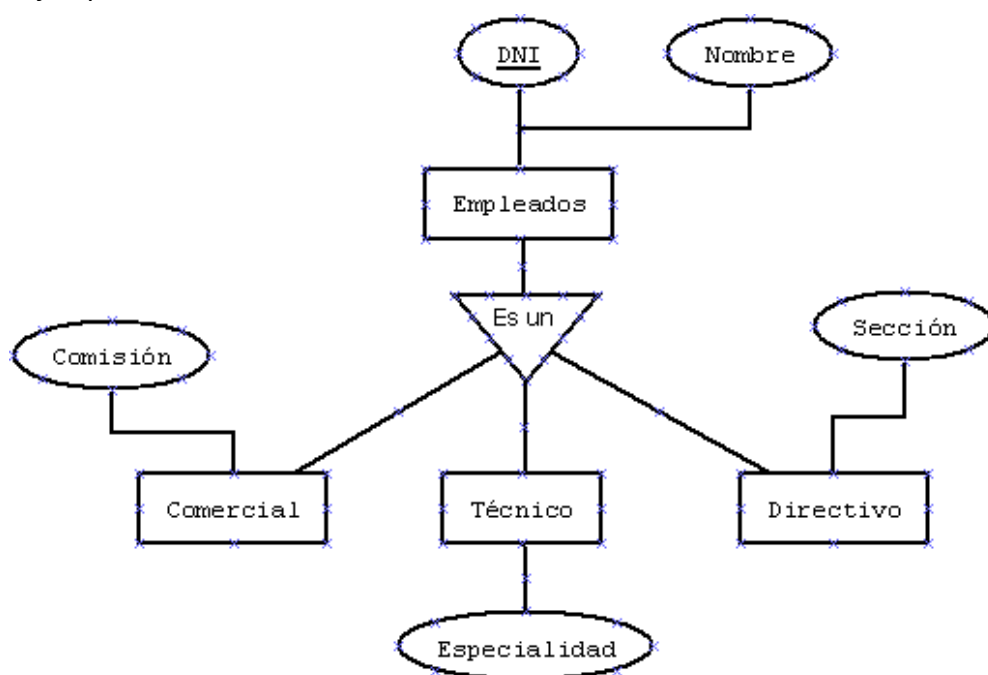 DNI
Nombre
Empleados
Es un
Sección
Comisión
Comercial
Técnico
Directivo
Especialidad